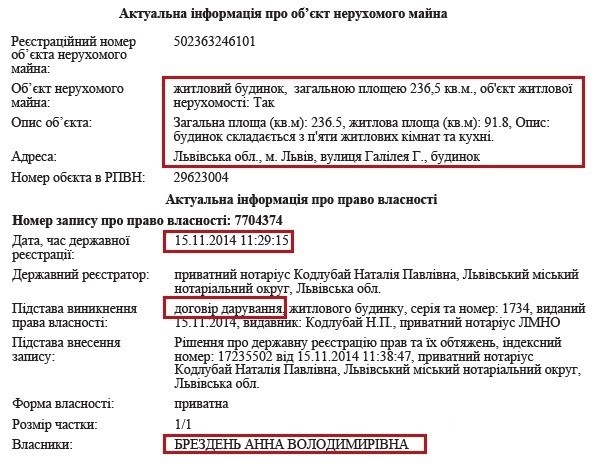 Актуальна інформація про об’єкт нерухомого майна
Реєстраційний номер об’єкта нерухомого майна: 502363246101
Об’єкт нерухомого майна: житловий будинок, загальною площею 236,5 кв.м., об'єкт житлової нерухомості: Так
Опис об’єкта: Загальна площа (кв.м): 236.5, житлова площа (кв.м): 91.8, Опис: будинок складається з п'яти житлових кімнат та кухні.
Адреса: Львівська обл., м. Львів, вулиця Галілея Г., будинок
Номер обєкта в РПВН: 29623004
Актуальна інформація про право власності
Номер запису про право власності: 7704374
Дата, час державної реєстрації: 15.11.2014 11:29:15
Державний реєстратор: приватний нотаріус Кодлубай Наталія Павлівна, Львівський міський нотаріальний округ, Львівська обл.
Підстава виникнення права власності: договір дарування, житлового будинку, серія та номер: 1734, виданий 15.11.2014, видавник: Кодлубай Н.П., приватний нотаріус ЛМНО
Підстава внесення запису: Рішення про державну реєстрацію прав та їх обтяжень, індексний номер: 17235502 від 15.11.2014 11:38:47, приватний нотаріус Кодлубай Наталія Павлівна, Львівський міський нотаріальний округ, Львівська обл.
Форма власності: приватна
Розмір частки: 1/1
Власники: БРЕЗДЕНЬ АННА ВОЛОДИМИРІВНА